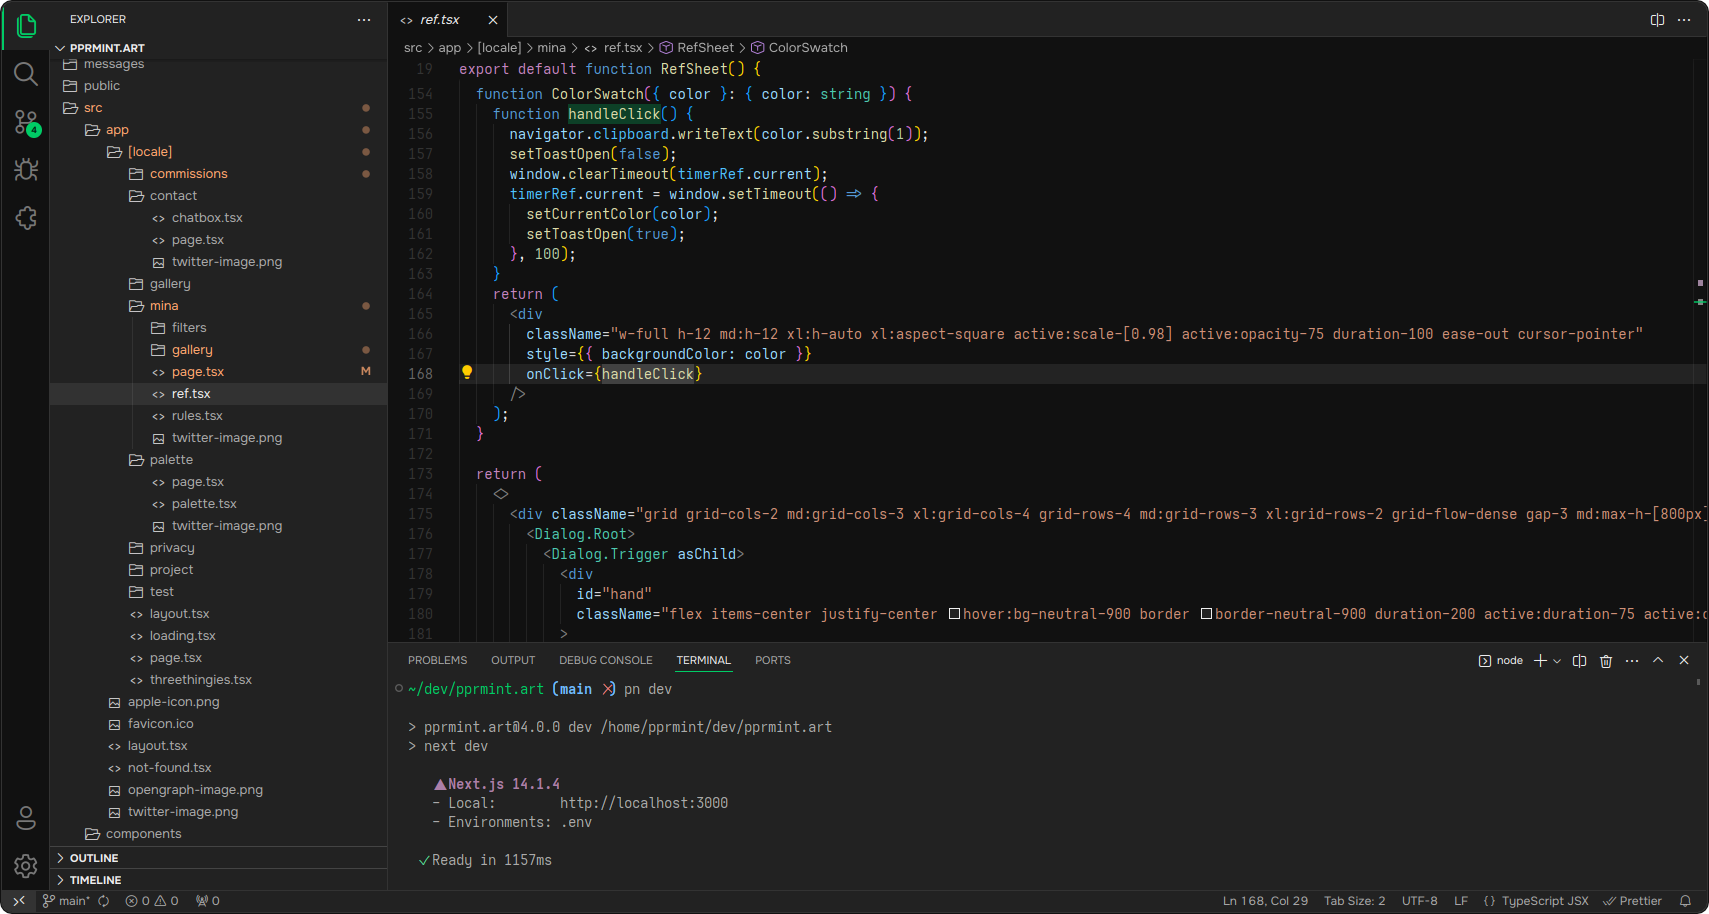 EXPLORER
PPRMINT.ART
messages
public
src
app
[locale]
commissions
contact
chatbox.tsx
page.tsx
twitter-image.png
gallery
mina
filters
gallery
page.tsx M
ref.tsx
rules.tsx
twitter-image.png
palette
page.tsx
palette.tsx
twitter-image.png
privacy
project
test
layout.tsx
loading.tsx
page.tsx
threethingies.tsx
apple-icon.png
favicon.ico
layout.tsx
not-found.tsx
opengraph-image.png
twitter-image.png
components
OUTLINE
TIMELINE
4
<> ref.tsx
src > app > [locale] > mina > <> ref.tsx > RefSheet > ColorSwatch
19 export default function RefSheet() {
154 function ColorSwatch({ color }: { color: string }) {
155 function handleClick() {
156 navigator.clipboard.writeText(color.substring(1));
157 setToastOpen(false);
158 window.clearTimeout(timerRef.current);
159 timerRef.current = window.setTimeout(() => {
160 setCurrentColor(color);
161 setToastOpen(true);
162 }, 100);
163 }
164 return (
165 <div
166 className="w-full h-12 md:h-12 xl:h-auto xl:aspect-square active:scale-[0.98] active:opacity-75 duration-100 ease-out cursor-pointer"
167 style={{ backgroundColor: color }}
168 onClick={handleClick}
169 />
170 );
171 }
172
173 return (
174 <>
175 <div className="grid grid-cols-2 md:grid-cols-3 xl:grid-cols-4 grid-rows-4 md:grid-rows-3 xl:grid-rows-2 grid-flow-dense gap-3 md:max-h-[800px]
176 <Dialog.Root>
177 <Dialog.Trigger asChild>
178 <div
179 id="hand"
180 className="flex items-center justify-center hover:bg-neutral-900 border border-neutral-900 duration-200 active:duration-75 active:
181 >
PROBLEMS OUTPUT DEBUG CONSOLE TERMINAL PORTS
node
~/dev/pprmint.art (main ✗) pn dev
> pprmint.art@4.0.0 dev /home/pprmint/dev/pprmint.art
> next dev
▲Next.js 14.1.4
- Local: http://localhost:3000
- Environments: .env
✓Ready in 1157ms
main* 0 0 0
Ln 168, Col 29 Tab Size: 2 UTF-8 LF {} TypeScript JSX Prettier